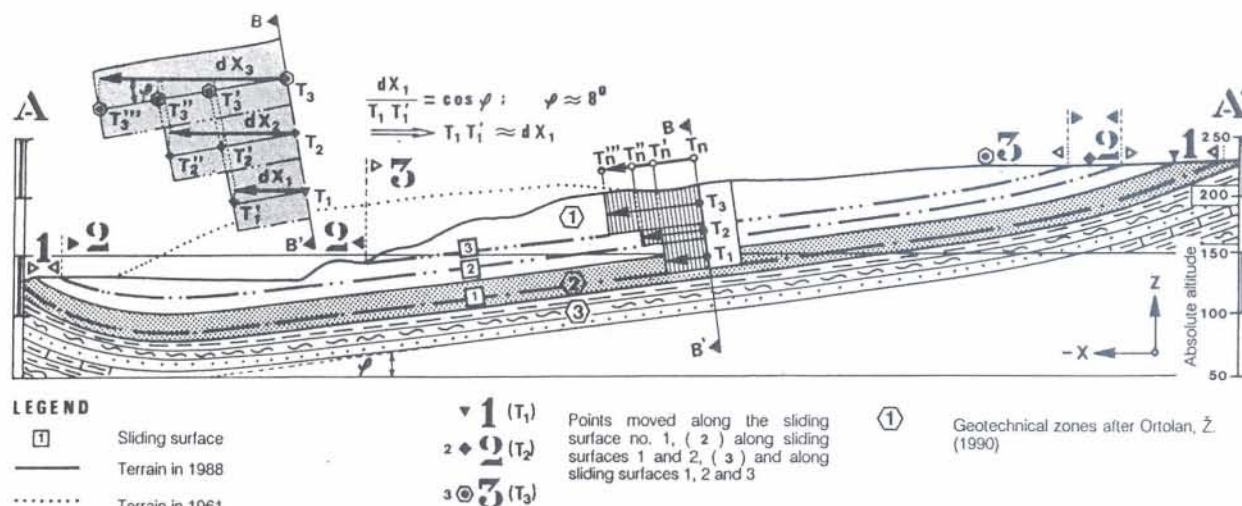 B
dX₃
T₃
φ
T₃'''
T₃''
T₃'
dX₂
T₂
T₂''
T₂'
dX₁
T₁
T₁'
B'
dX₁
T₁ T₁' = cos φ ; φ ≈ 8°
⟹ T₁ T₁' ≈ dX₁
A
A'
B
Tₙ''' Tₙ'' Tₙ' Tₙ
3
3
2
1
250
1
2
2
1
3
2
1
2
3
T₃
T₂
T₁
B'
φ
200
150
100
50
Absolute altitude
Z
-X
LEGEND
1 Sliding surface
Terrain in 1988
Terrain in 1961
1 (T₁)
2 2 (T₂)
3 3 (T₃)
Points moved along the
sliding surface no. 1, ( 2 ) along sliding
surfaces 1 and 2, ( 3 ) and along
sliding surfaces 1, 2 and 3
1 Geotechnical zones after Ortolan, Ž.
(1990)